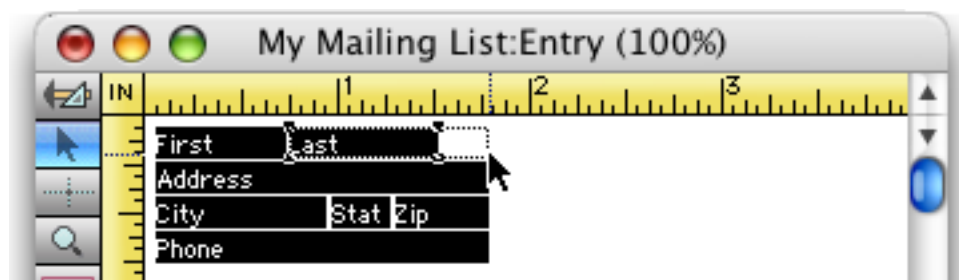 My Mailing List:Entry (100%)
IN 1 2 3
First Last
Address
City Stat Zip
Phone